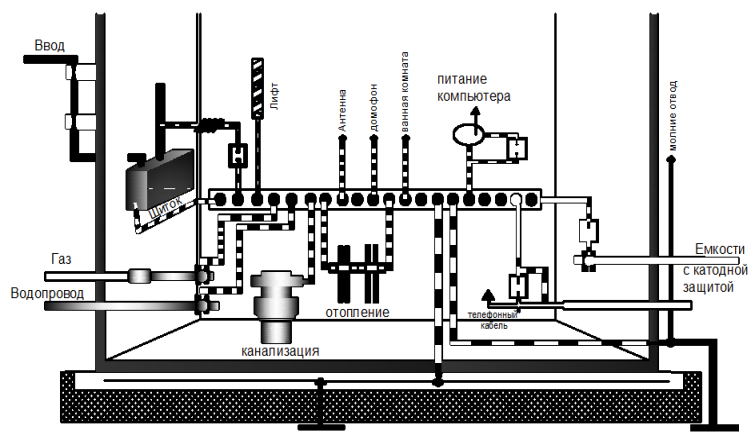 Ввод
Лифт
Антенна
домофон
ванная комната
питание
компьютера
молние отвод
Щиток
Газ
Водопровод
канализация
отопление
телефонный
кабель
Емкости
с катодной
защитой